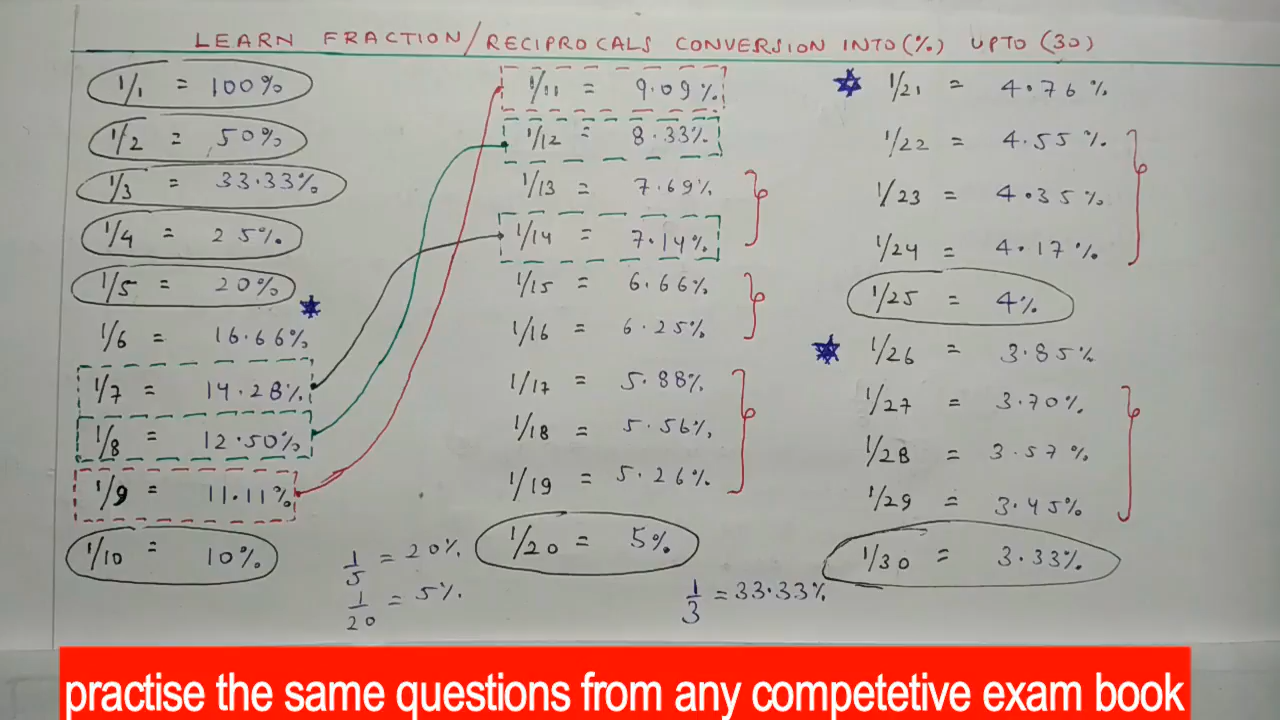 LEARN FRACTION/RECIPROCALS CONVERSION INTO (%) UPTO (30)
1/1 = 100%
1/2 = 50%
1/3 = 33.33%
1/4 = 25%
1/5 = 20%
1/6 = 16.66%
1/7 = 14.28%
1/8 = 12.50%
1/9 = 11.11%
1/10 = 10%
1/11 = 9.09%
1/12 = 8.33%
1/13 = 7.69%
1/14 = 7.14%
1/15 = 6.66%
1/16 = 6.25%
1/17 = 5.88%
1/18 = 5.56%
1/19 = 5.26%
1/20 = 5%
1/21 = 4.76%
1/22 = 4.55%
1/23 = 4.35%
1/24 = 4.17%
1/25 = 4%
1/26 = 3.85%
1/27 = 3.70%
1/28 = 3.57%
1/29 = 3.45%
1/30 = 3.33%
1/5 = 20%
1/20 = 5%
1/3 = 33.33%
practise the same questions from any competetive exam book